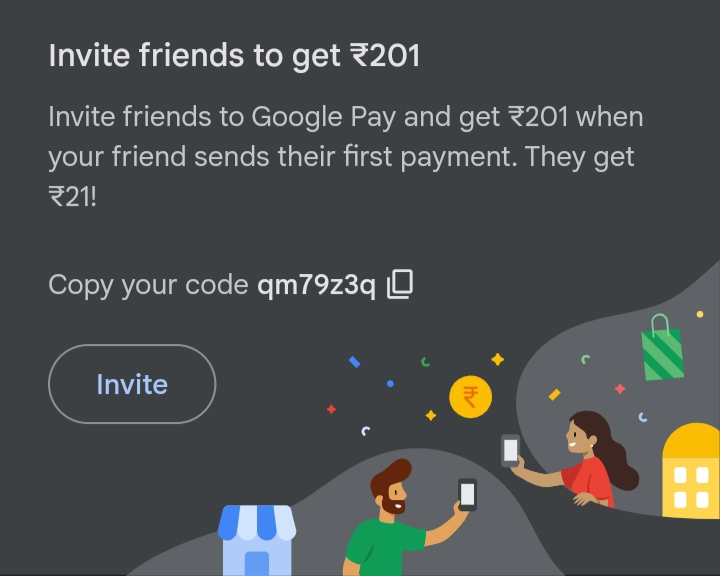 Invite friends to get ₹201
Invite friends to Google Pay and get ₹201 when
your friend sends their first payment. They get
₹21!
Copy your code qm79z3q
Invite
₹